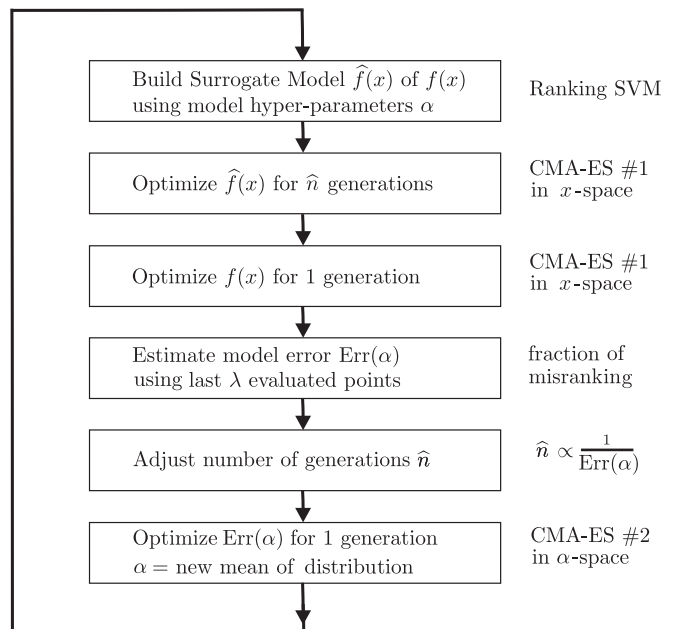 Build Surrogate Model f̂(x) of f(x)
using model hyper-parameters α
Ranking SVM
Optimize f̂(x) for n̂ generations
CMA-ES #1
in x-space
Optimize f(x) for 1 generation
CMA-ES #1
in x-space
Estimate model error Err(α)
using last λ evaluated points
fraction of
misranking
Adjust number of generations n̂
n̂ ∝ 1/Err(α)
Optimize Err(α) for 1 generation
α = new mean of distribution
CMA-ES #2
in α-space